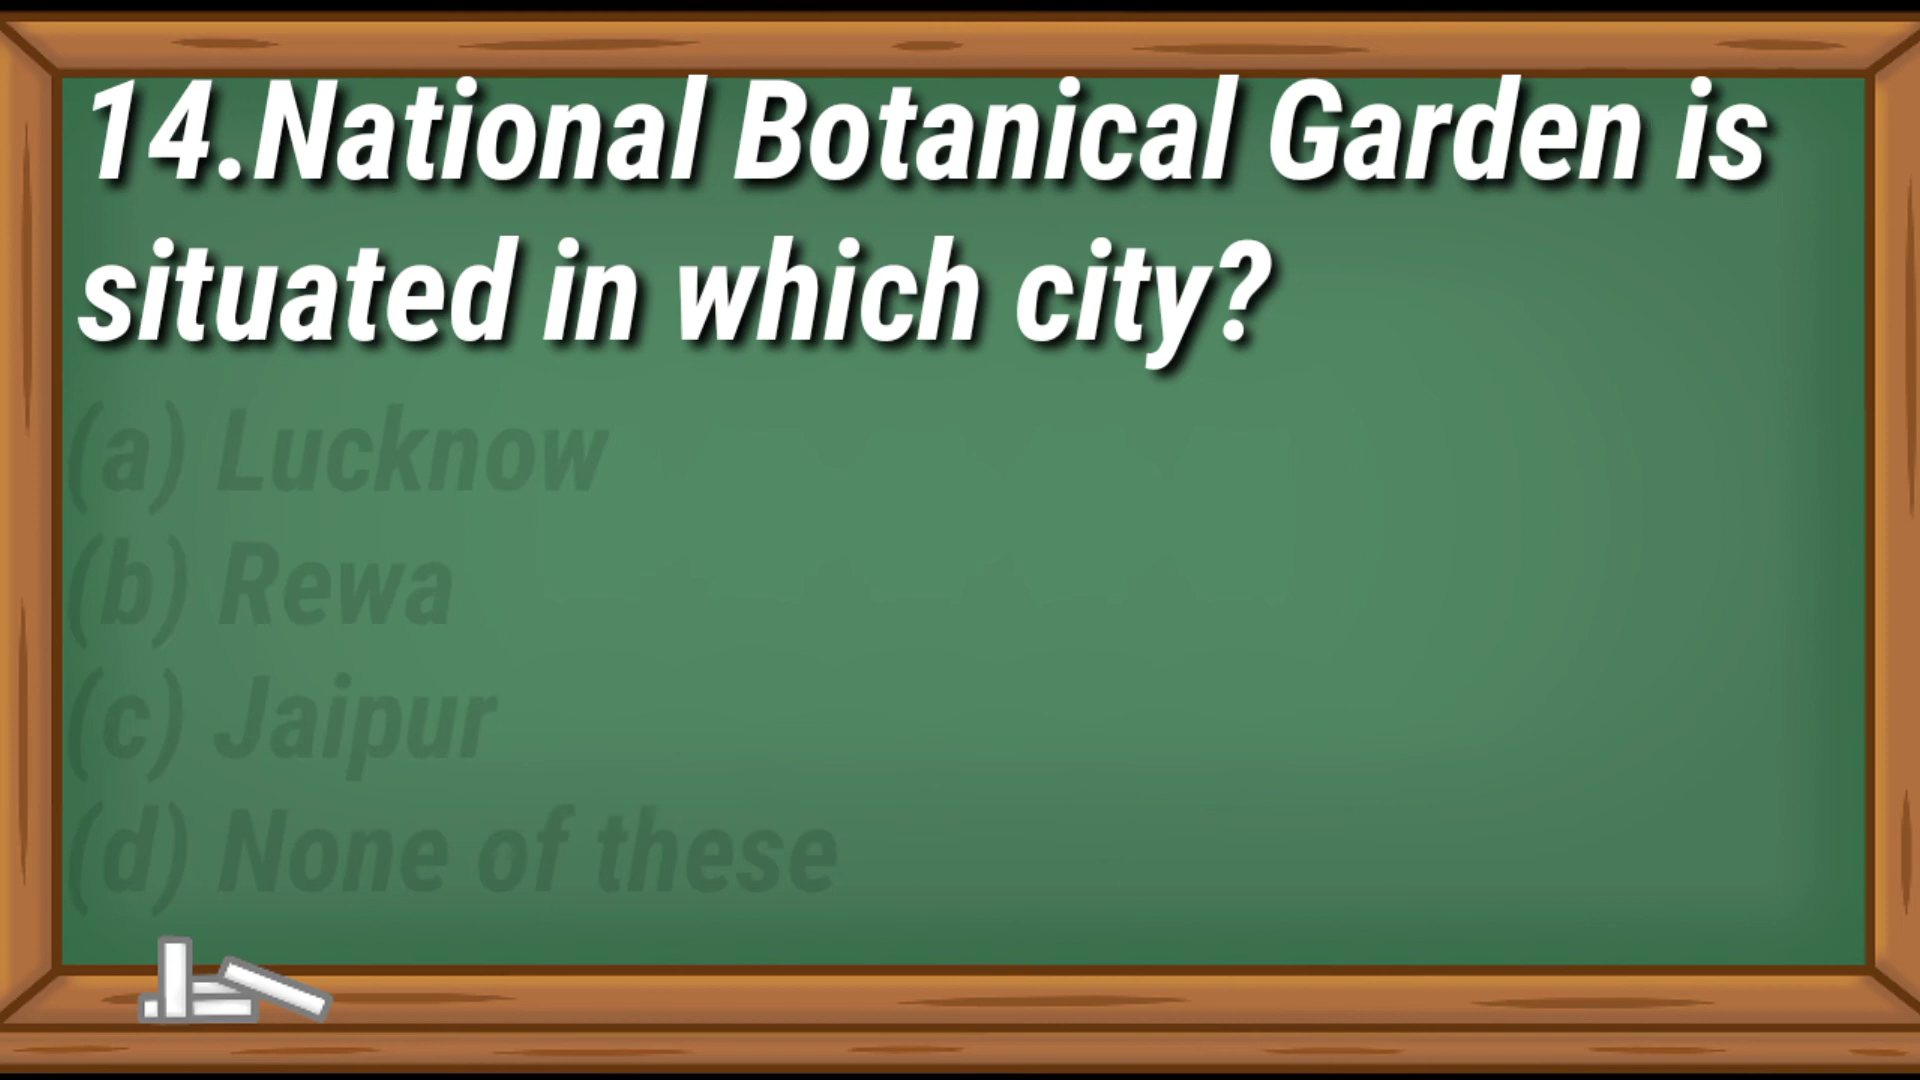 14.National Botanical Garden is
situated in which city?
(a) Lucknow
(b) Rewa
(c) Jaipur
(d) None of these